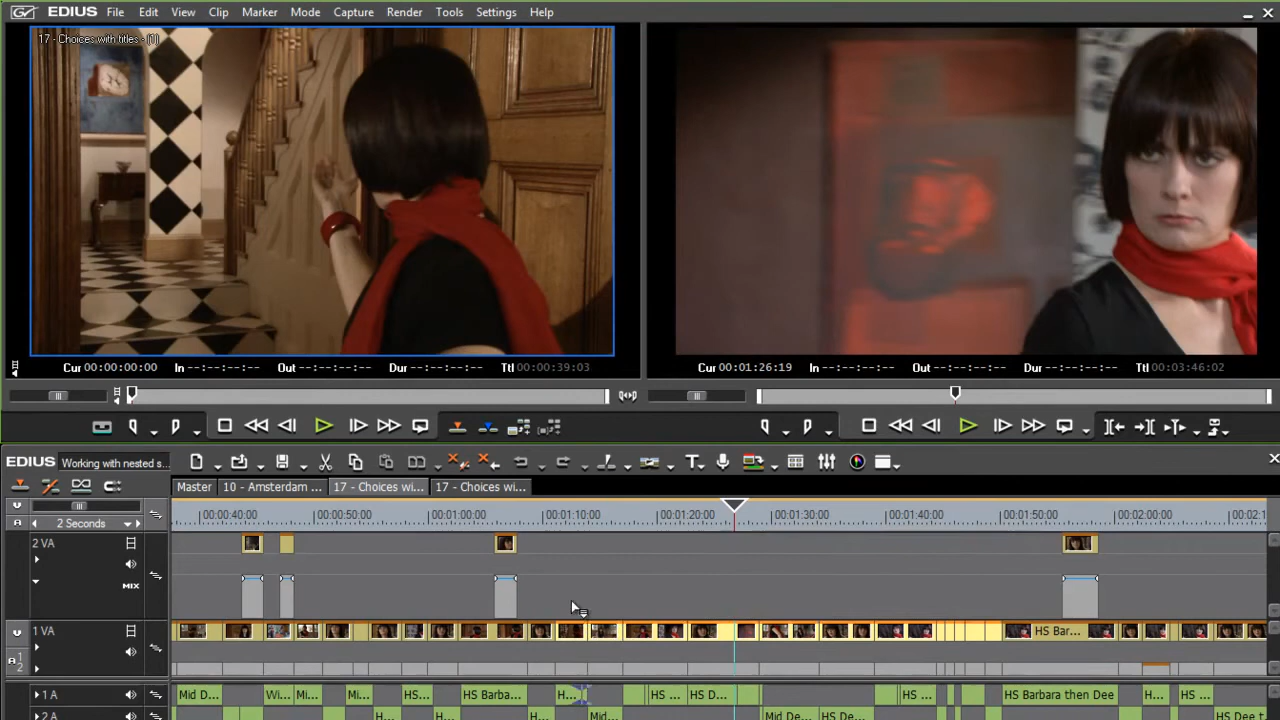 EDIUS File Edit View Clip Marker Mode Capture Render Tools Settings Help
17 - Choices with titles - (1)
Cur 00:00:00:00 In --:--:--:-- Out --:--:--:-- Dur --:--:--:-- Ttl 00:00:39:03
Cur 00:01:26:19 In --:--:--:-- Out --:--:--:-- Dur --:--:--:-- Ttl 00:03:46:02
EDIUS Working with nested s...
Master 10 - Amsterdam ... 17 - Choices wi... 17 - Choices wi...
2 Seconds 00:00:40:00 00:00:50:00 00:01:00:00 00:01:10:00 00:01:20:00 00:01:30:00 00:01:40:00 00:01:50:00 00:02:00:00 00:02:1
2 VA
MIX
1 VA HS Bar...
1
2
1 A Mid D... Wi... Mi... Mi... HS... HS Barba... H... HS ... HS D... HS ... HS Barbara then Dee H... HS ...
2 A H... H... H... Mid... Mid De... HS De... HS Dee t